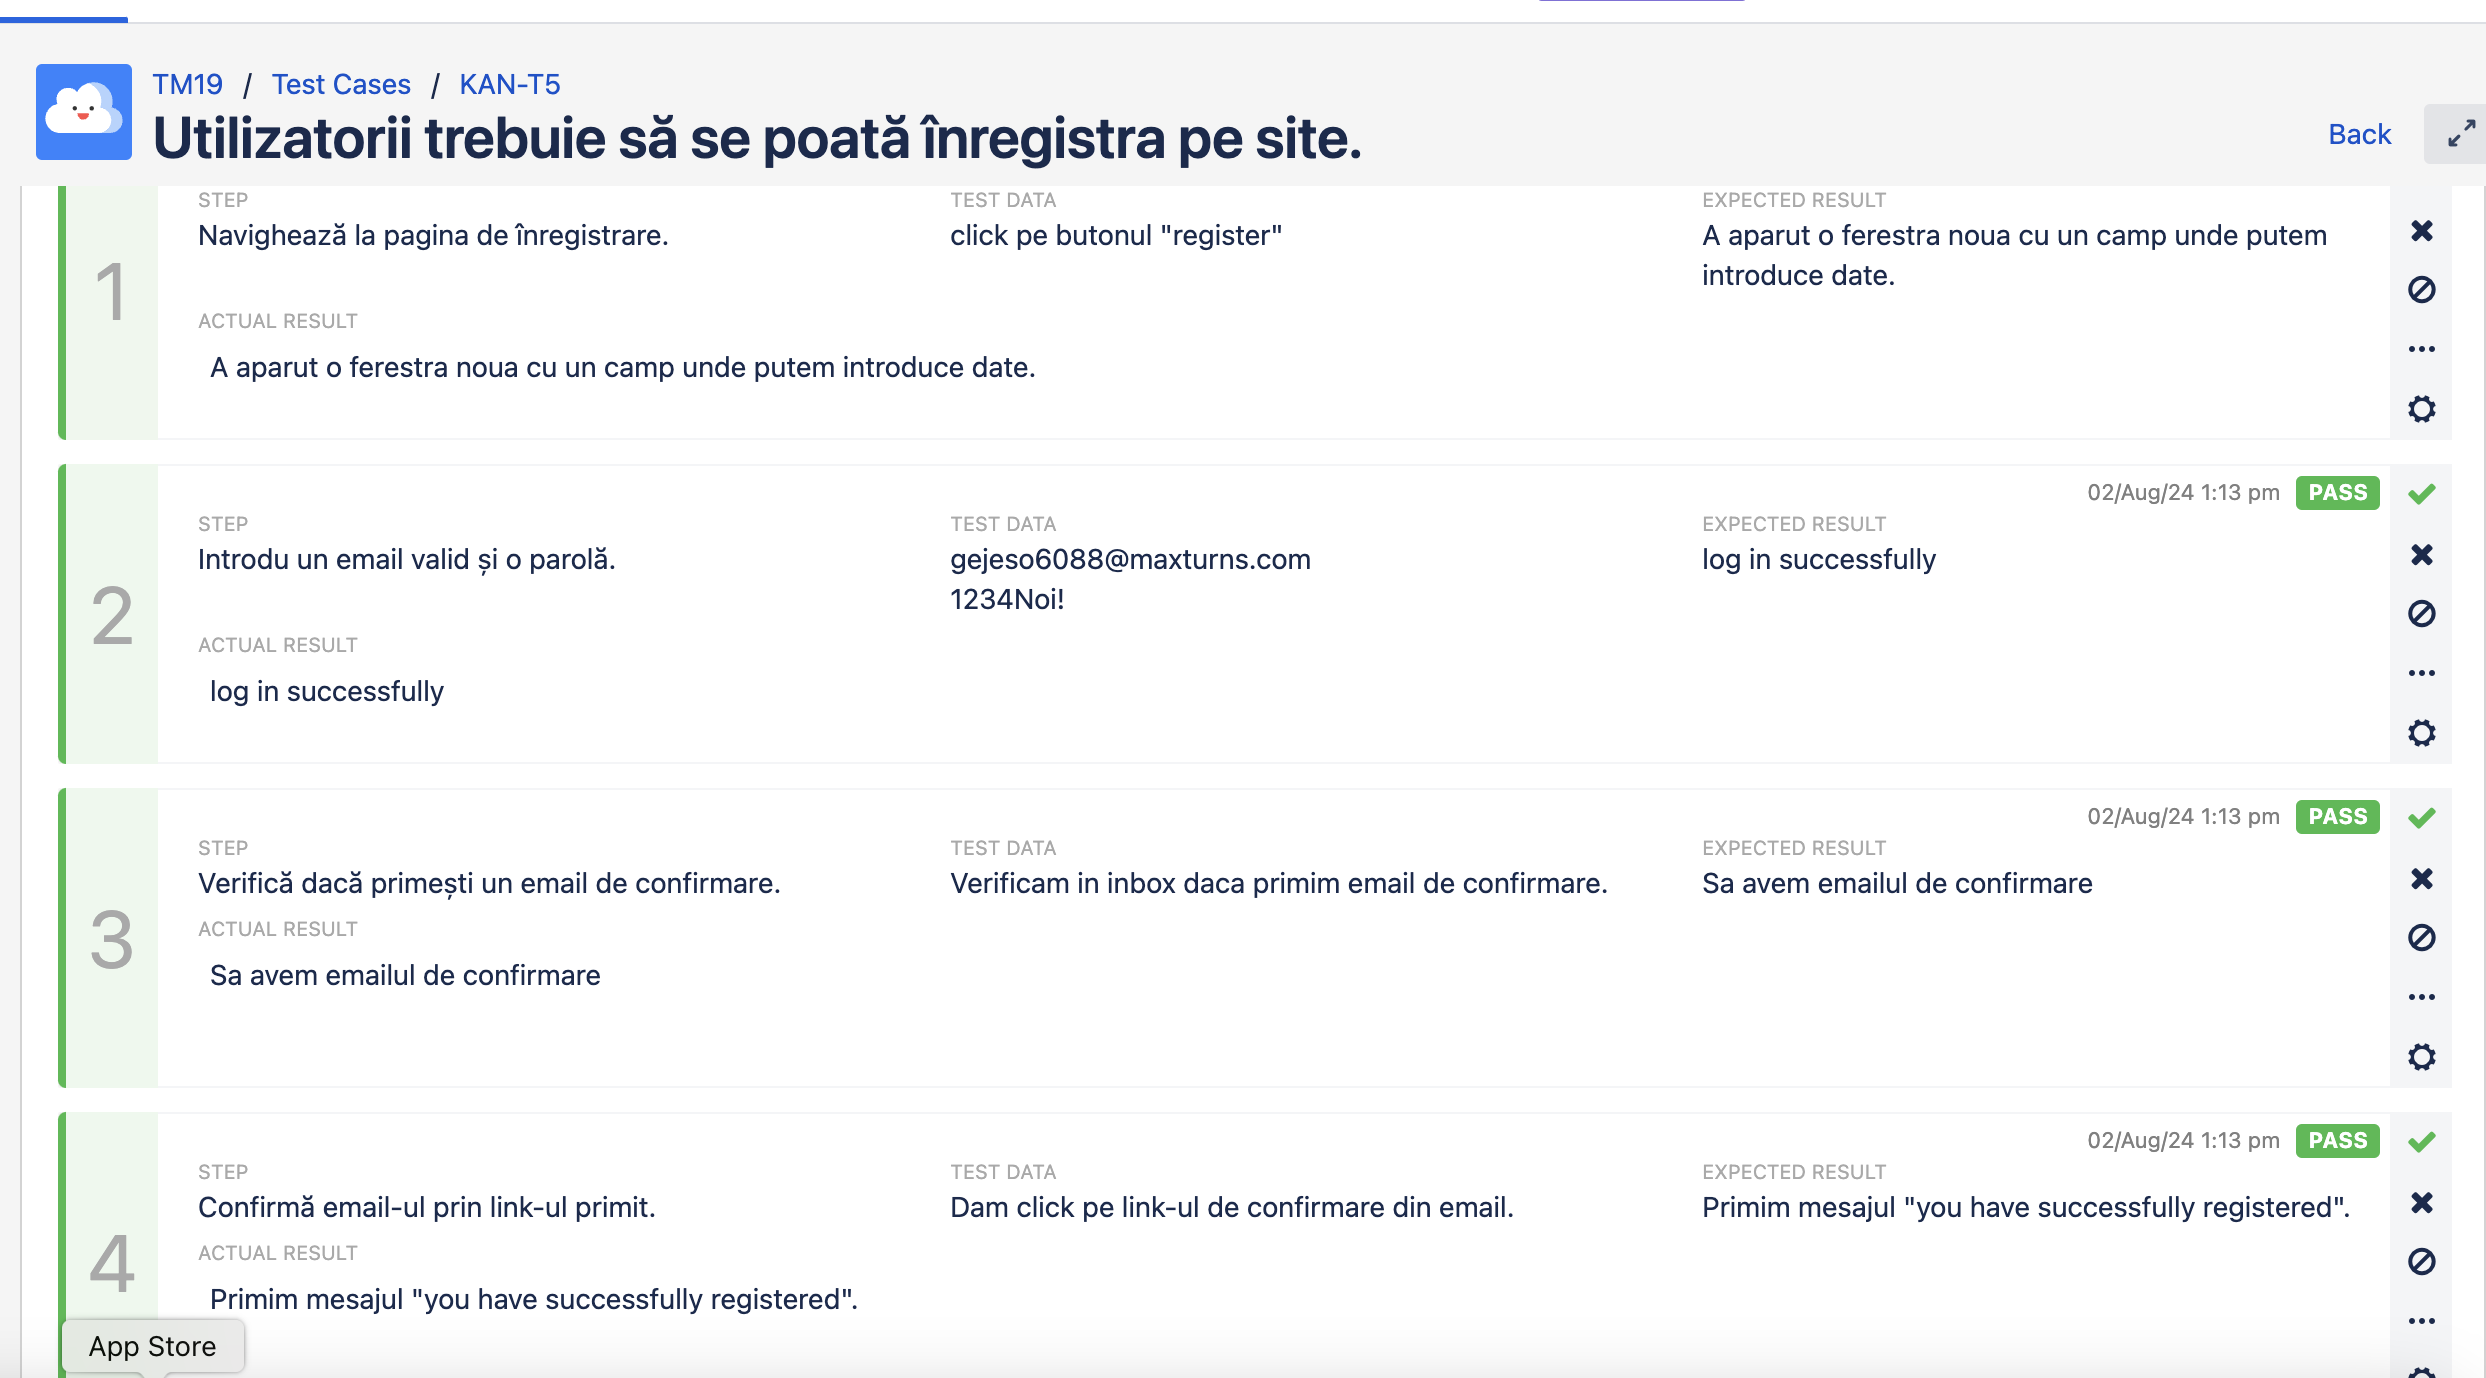 TM19 / Test Cases / KAN-T5
Utilizatorii trebuie să se poată înregistra pe site.
Back
1
STEP
Navighează la pagina de înregistrare.
TEST DATA
click pe butonul "register"
EXPECTED RESULT
A aparut o ferestra noua cu un camp unde putem
introduce date.
ACTUAL RESULT
A aparut o ferestra noua cu un camp unde putem introduce date.
2
02/Aug/24 1:13 pm PASS
STEP
Introdu un email valid și o parolă.
TEST DATA
gejeso6088@maxturns.com
1234Noi!
EXPECTED RESULT
log in successfully
ACTUAL RESULT
log in successfully
3
02/Aug/24 1:13 pm PASS
STEP
Verifică dacă primești un email de confirmare.
TEST DATA
Verificam in inbox daca primim email de confirmare.
EXPECTED RESULT
Sa avem emailul de confirmare
ACTUAL RESULT
Sa avem emailul de confirmare
4
02/Aug/24 1:13 pm PASS
STEP
Confirmă email-ul prin link-ul primit.
TEST DATA
Dam click pe link-ul de confirmare din email.
EXPECTED RESULT
Primim mesajul "you have successfully registered".
ACTUAL RESULT
Primim mesajul "you have successfully registered".
App Store